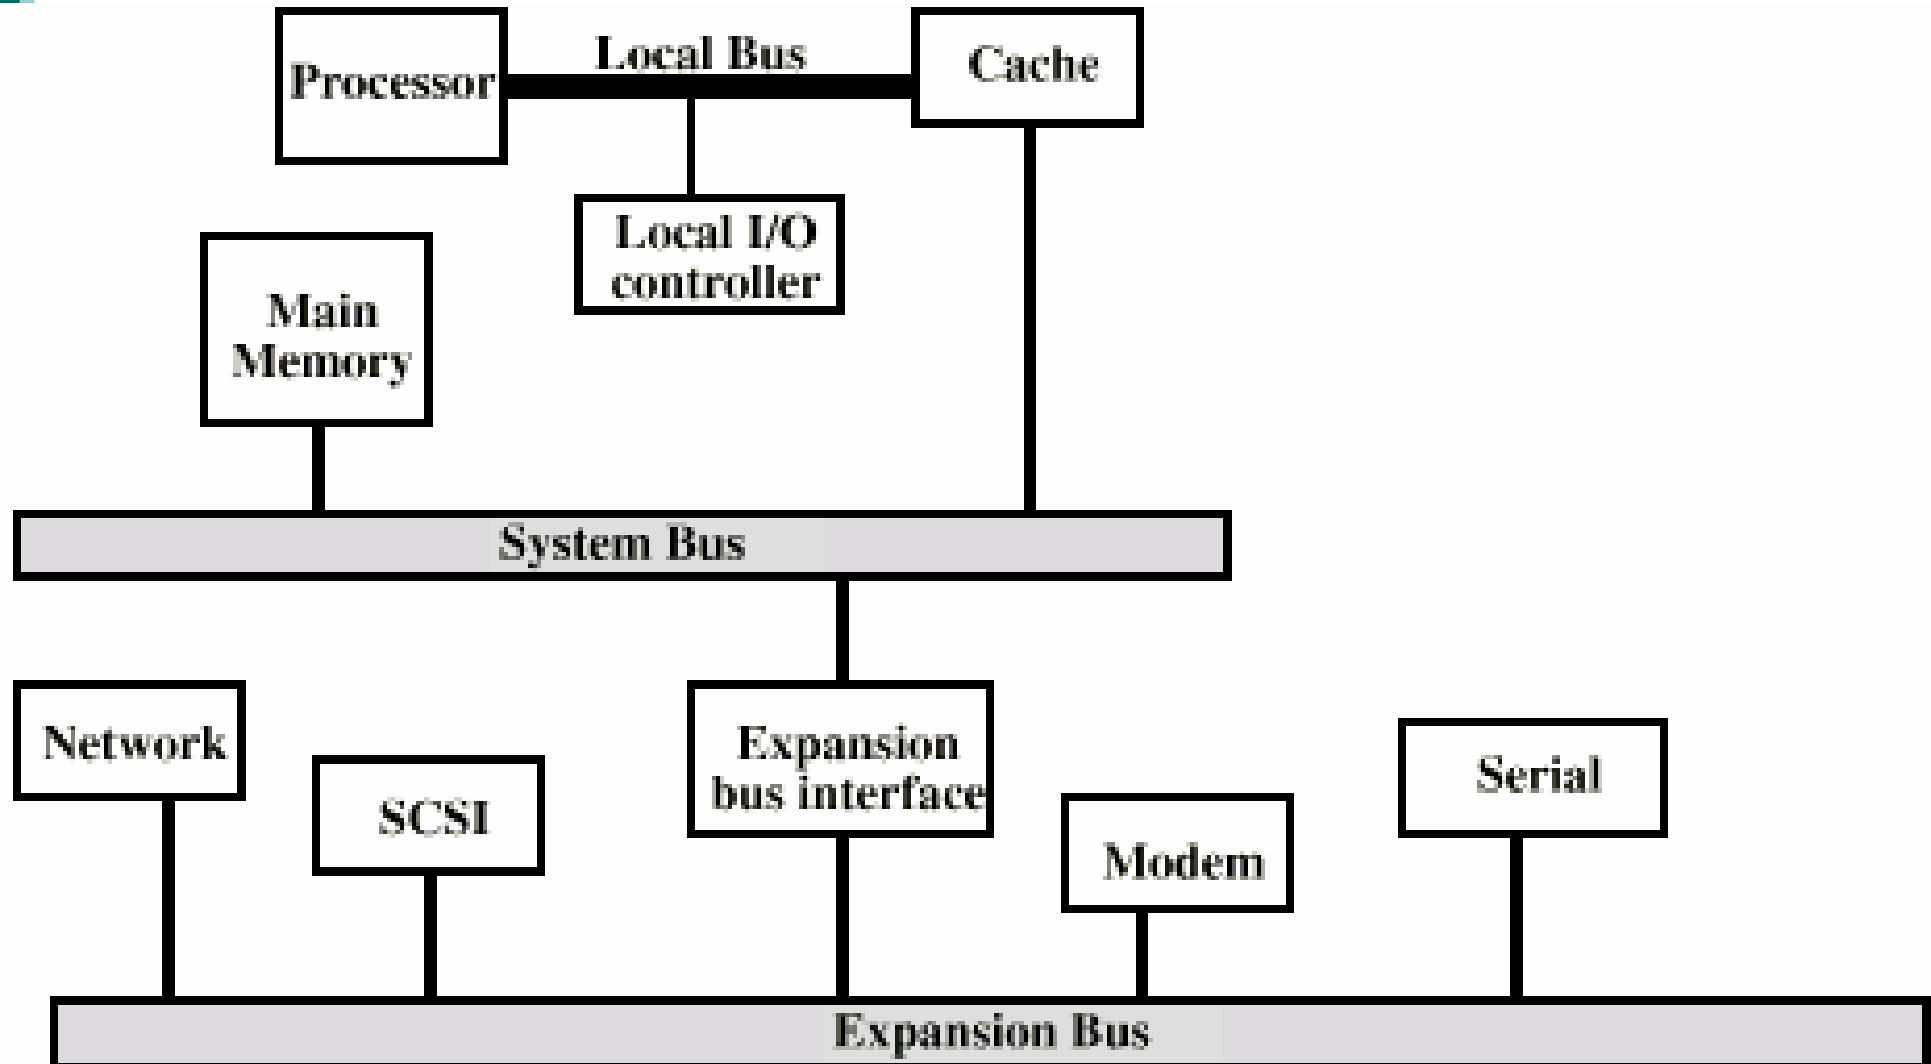 Processor
Local Bus
Cache
Local I/O
controller
Main
Memory
System Bus
Network
SCSI
Expansion
bus interface
Modem
Serial
Expansion Bus